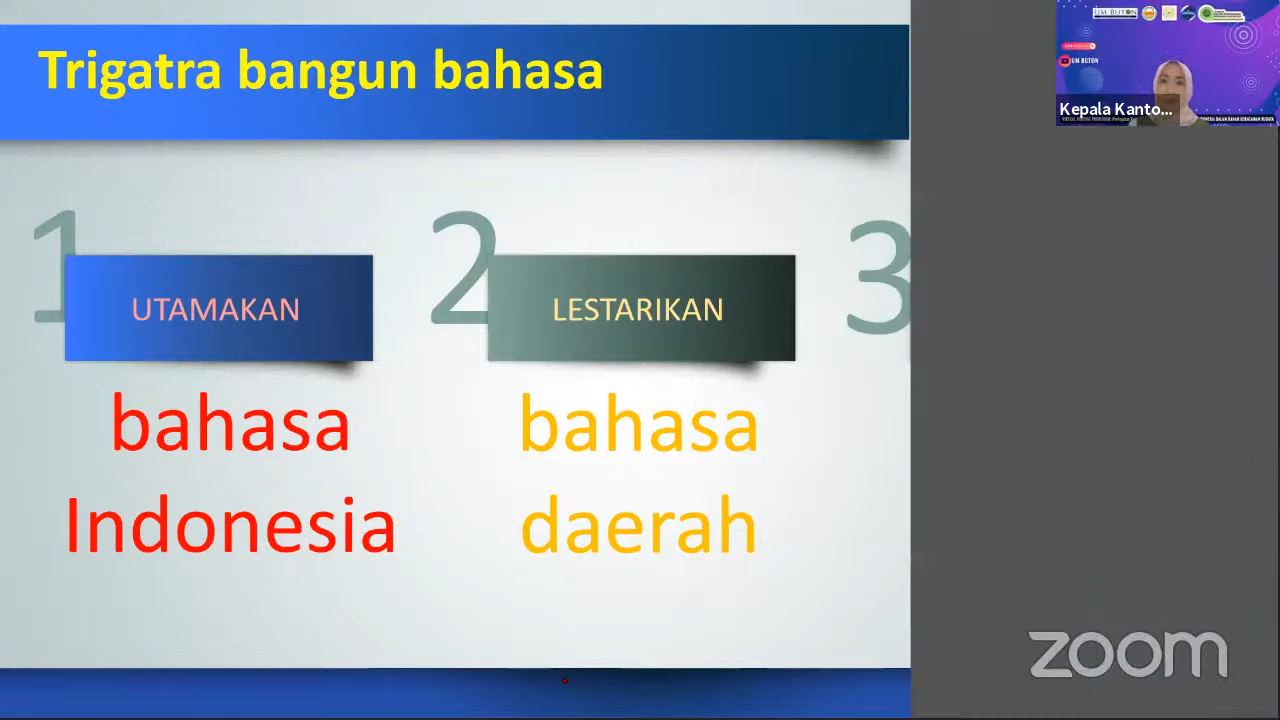 Trigatra bangun bahasa
1
UTAMAKAN
bahasa
Indonesia
2
LESTARIKAN
bahasa
daerah
3
UM BUTON
UM BUTON
Kepala Kanto...
zoom